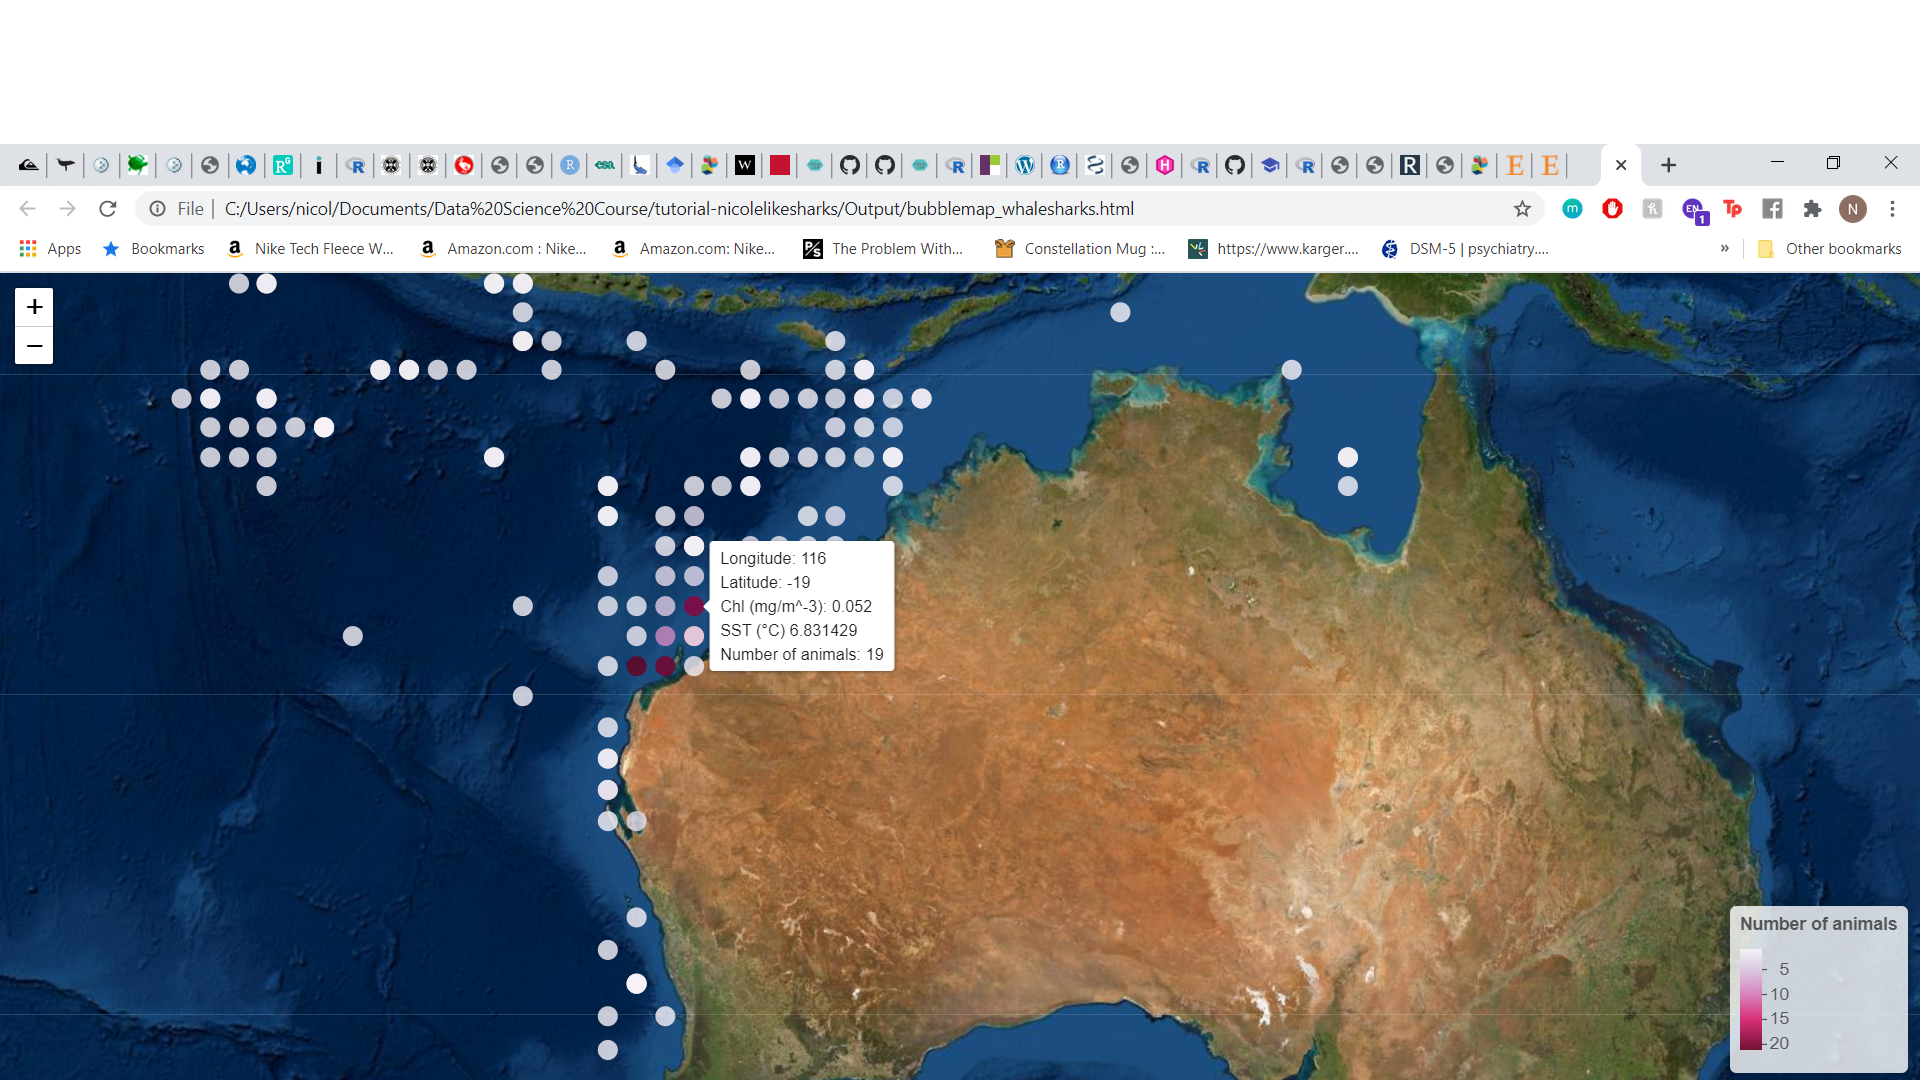 File | C:/Users/nicol/Documents/Data%20Science%20Course/tutorial-nicolelikesharks/Output/bubblemap_whalesharks.html
Apps Bookmarks Nike Tech Fleece W... Amazon.com : Nike... Amazon.com: Nike... The Problem With... Constellation Mug :... https://www.karger.... DSM-5 | psychiatry.... » Other bookmarks
+
−
Longitude: 116
Latitude: -19
Chl (mg/m^-3): 0.052
SST (°C) 6.831429
Number of animals: 19
Number of animals
5
10
15
20